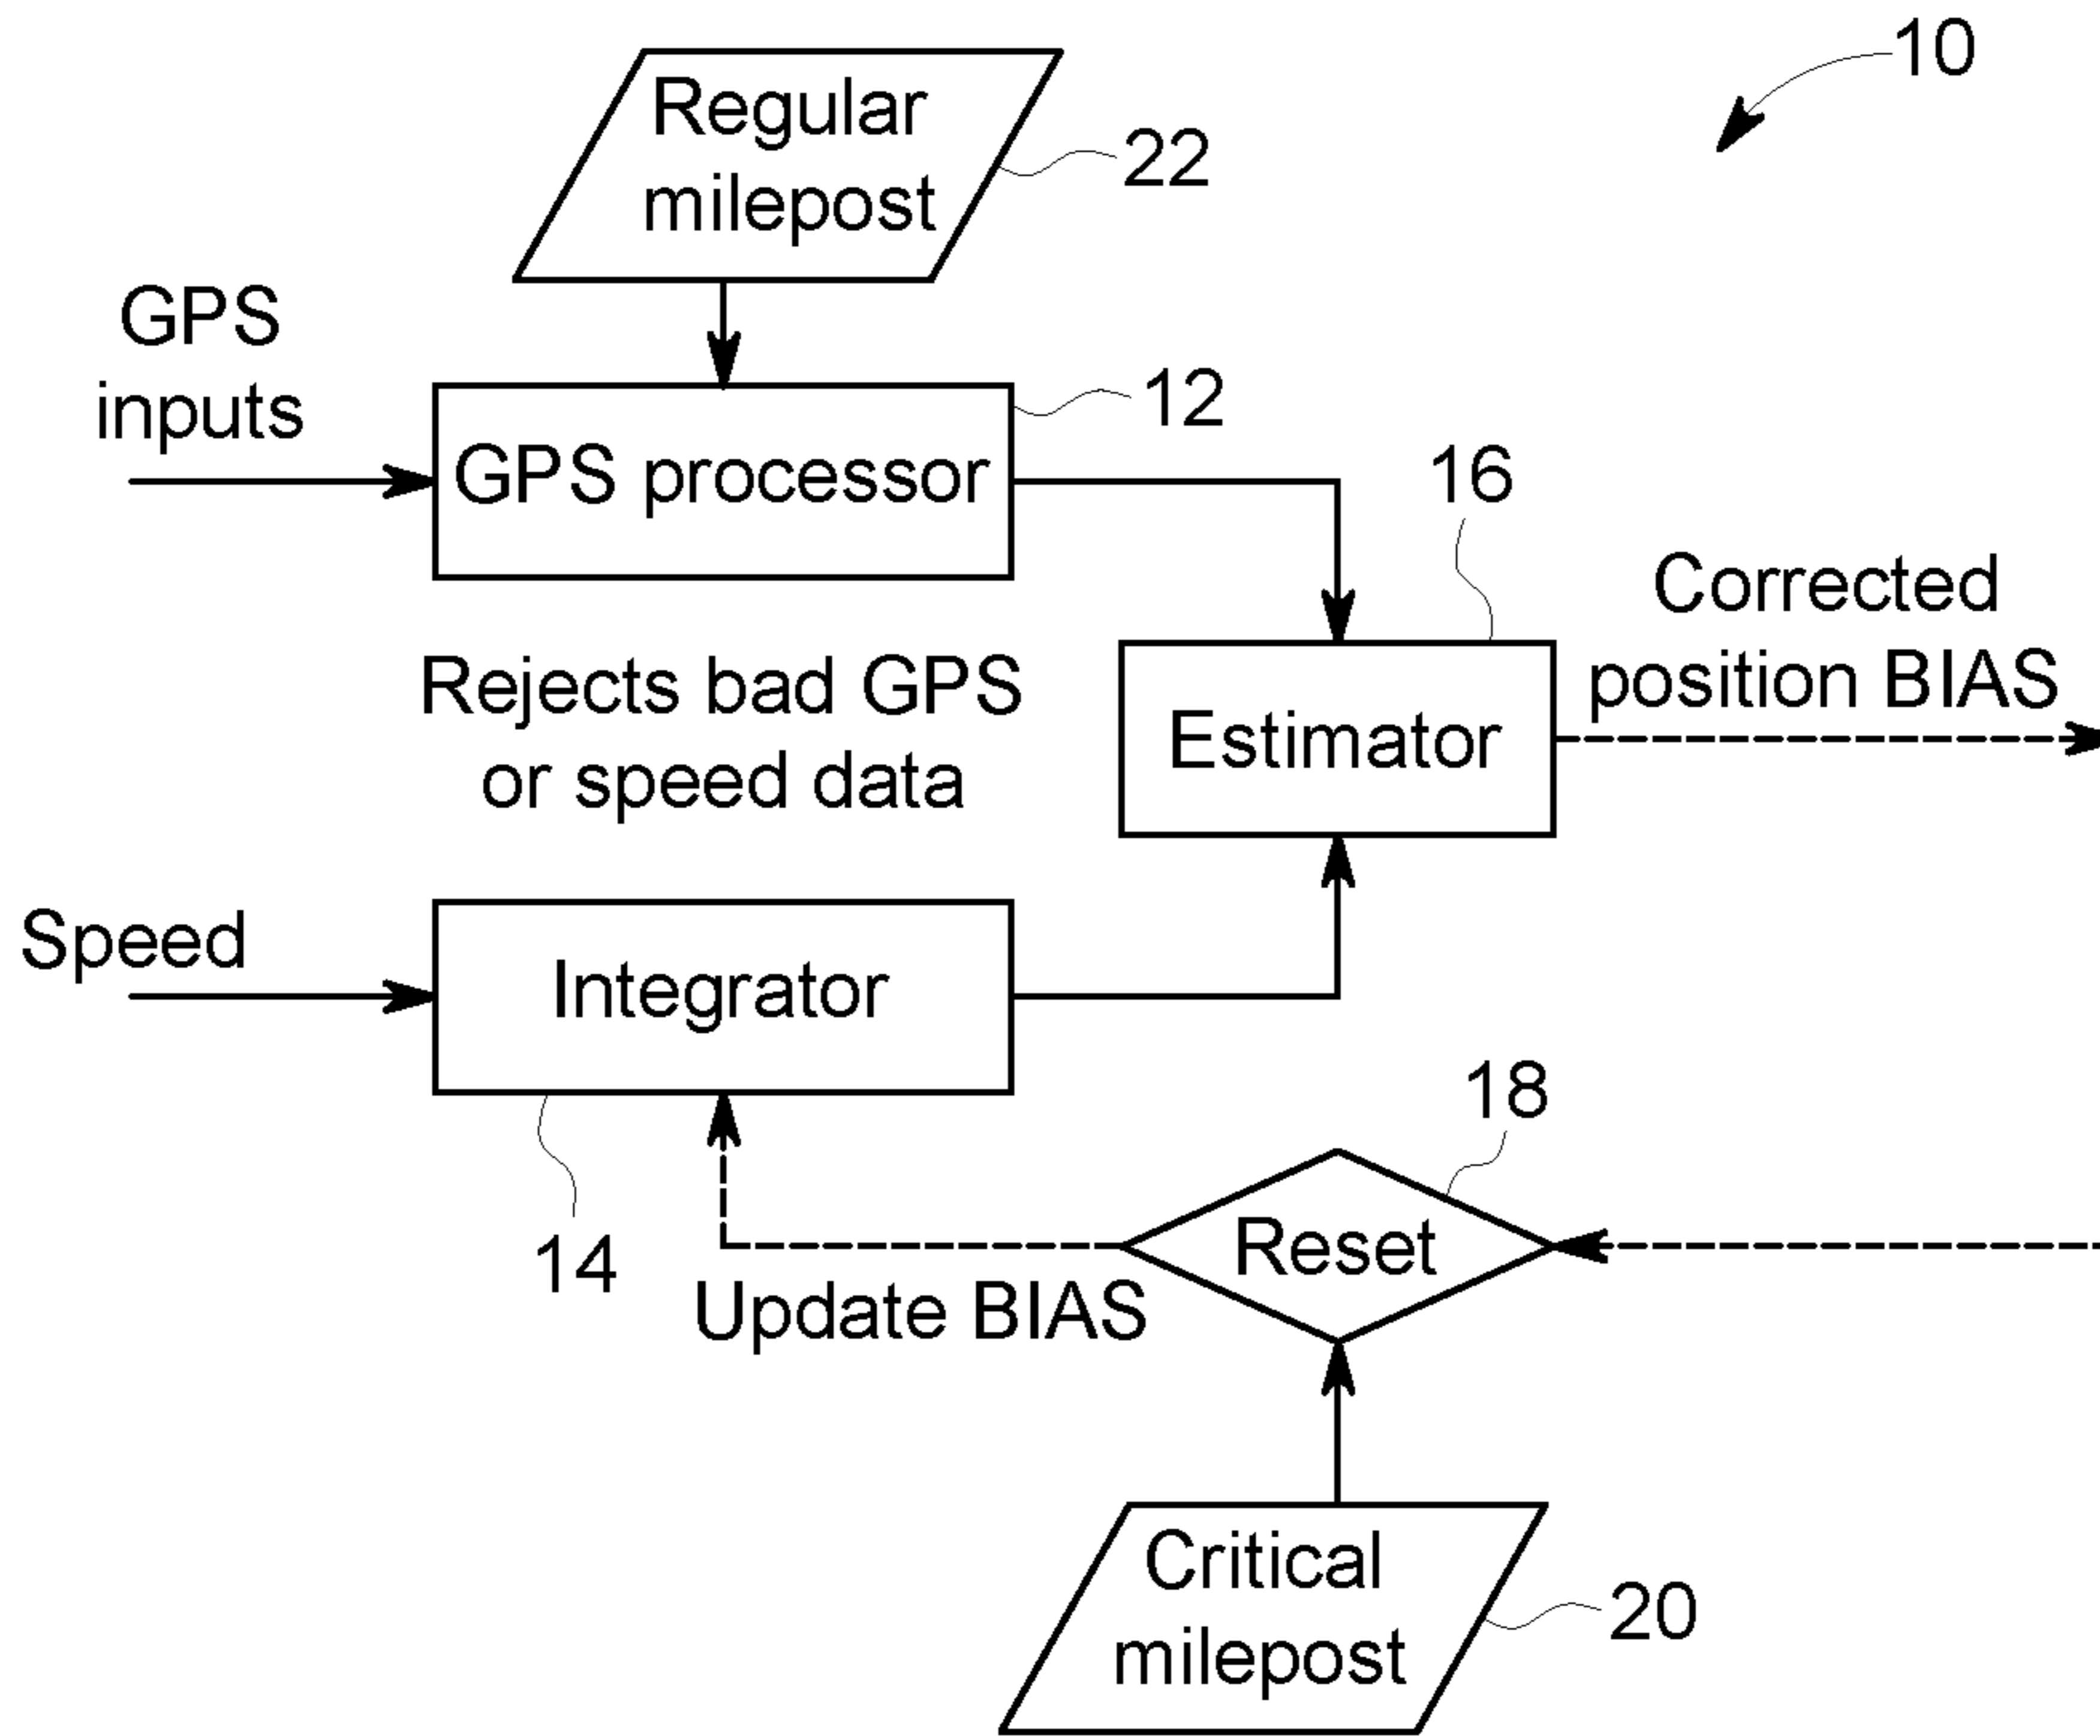 10
Regular
milepost
22
GPS
inputs
12
GPS processor
16
Corrected
position BIAS
Rejects bad GPS
or speed data
Estimator
Speed
Integrator
18
14
Reset
Update BIAS
Critical
milepost
20